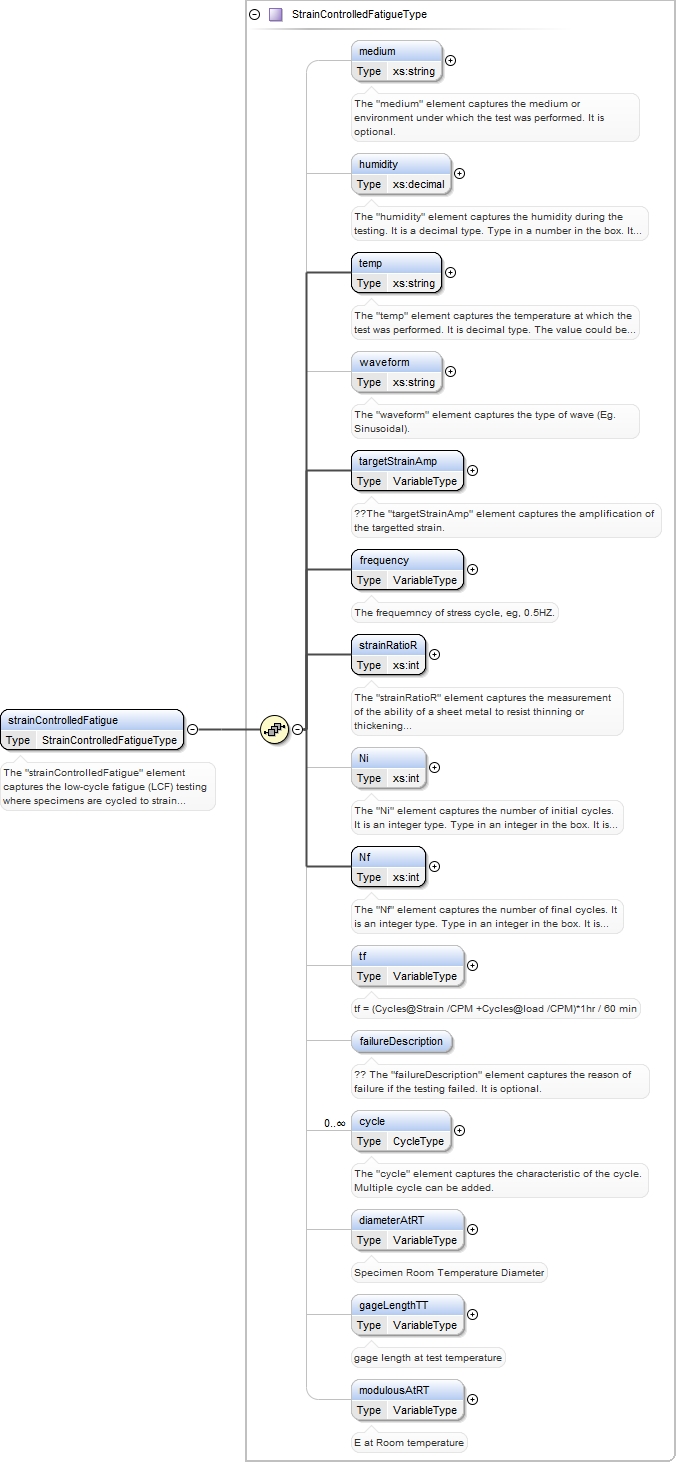 StrainControlledFatigueType
medium
Type xs:string
The "medium" element captures the medium or
environment under which the test was performed. It is
optional.
humidity
Type xs:decimal
The "humidity" element captures the humidity during the
testing. It is a decimal type. Type in a number in the box. It...
temp
Type xs:string
The "temp" element captures the temperature at which the
test was performed. It is decimal type. The value could be...
waveform
Type xs:string
The "waveform" element captures the type of wave (Eg.
Sinusoidal).
targetStrainAmp
Type VariableType
??The "targetStrainAmp" element captures the amplification of
the targetted strain.
frequency
Type VariableType
The frequemncy of stress cycle, eg, 0.5HZ.
strainRatioR
Type xs:int
The "strainRatioR" element captures the measurement
of the ability of a sheet metal to resist thinning or
thickening...
strainControlledFatigue
Type StrainControlledFatigueType
The "strainControlledFatigue" element
captures the low-cycle fatigue (LCF) testing
where specimens are cycled to strain...
Ni
Type xs:int
The "Ni" element captures the number of initial cycles.
It is an integer type. Type in an integer in the box. It is...
Nf
Type xs:int
The "Nf" element captures the number of final cycles. It
is an integer type. Type in an integer in the box. It is...
tf
Type VariableType
tf = (Cycles@Strain /CPM +Cycles@load /CPM)*1hr / 60 min
failureDescription
?? The "failureDescription" element captures the reason of
failure if the testing failed. It is optional.
0..∞
cycle
Type CycleType
The "cycle" element captures the characteristic of the cycle.
Multiple cycle can be added.
diameterAtRT
Type VariableType
Specimen Room Temperature Diameter
gageLengthTT
Type VariableType
gage length at test temperature
modulousAtRT
Type VariableType
E at Room temperature